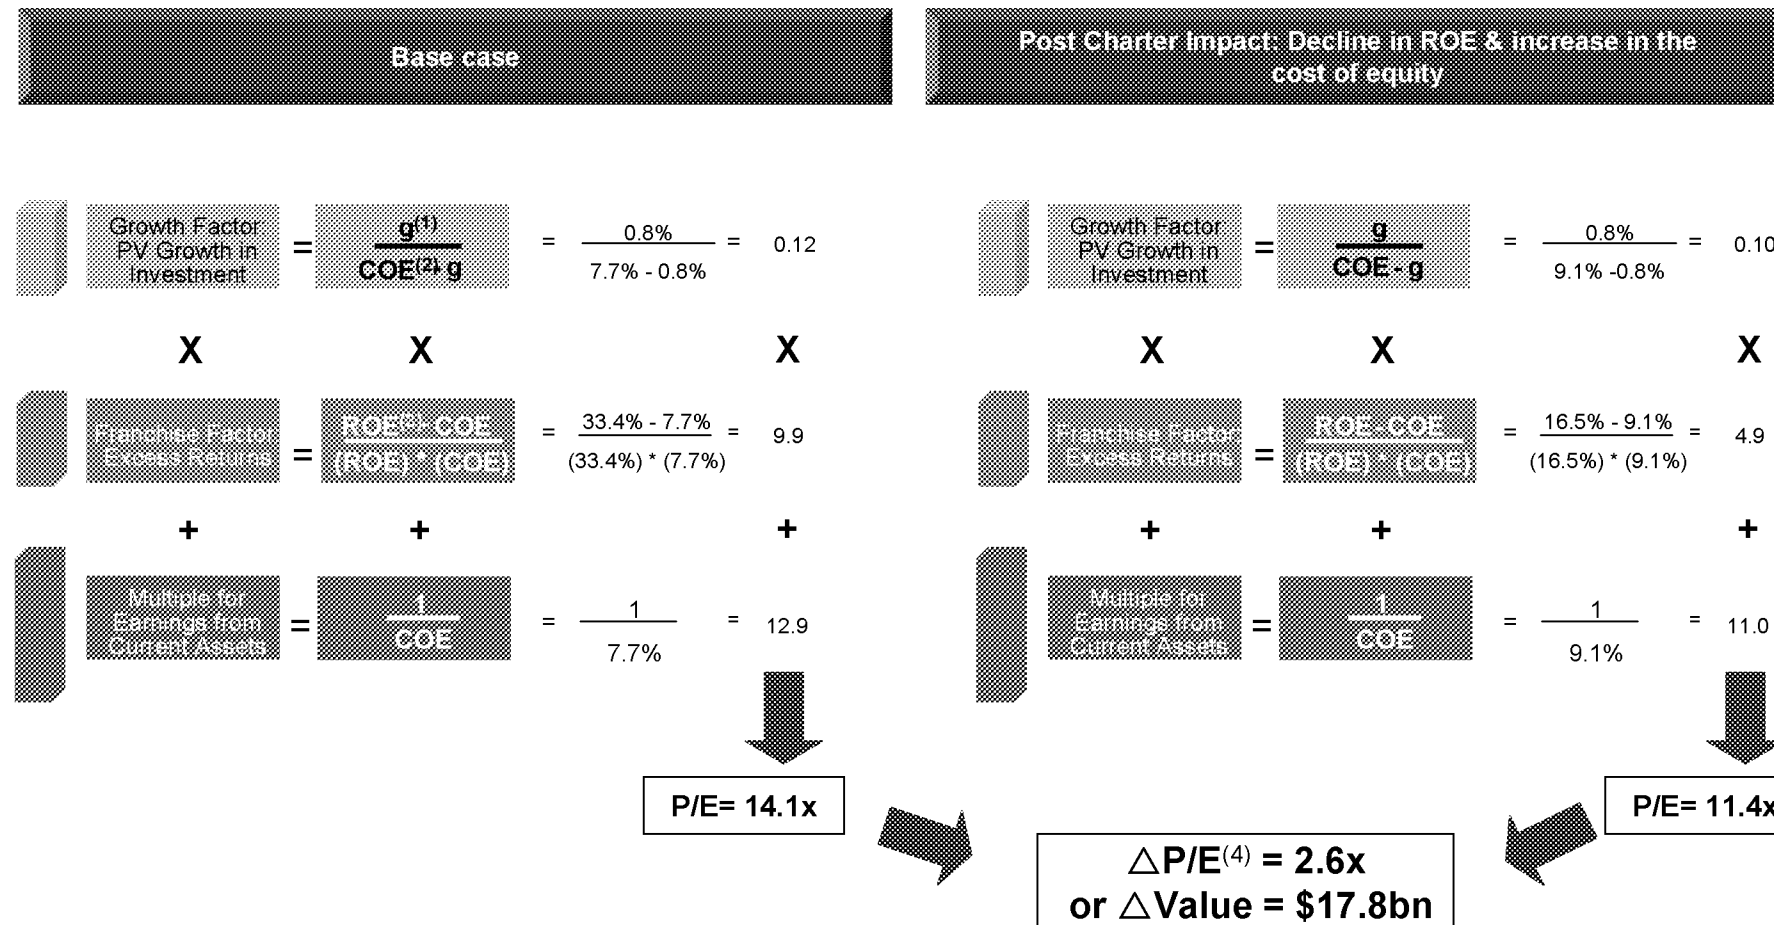 Base case
Post Charter Impact: Decline in ROE & increase in the
cost of equity
Growth Factor
PV Growth in
Investment
=
g(1)
COE(2)- g
=
0.8%
7.7% - 0.8%
=
0.12
X
X
X
Franchise Factor
Excess Returns
=
ROE(3)- COE
(ROE) * (COE)
=
33.4% - 7.7%
(33.4%) * (7.7%)
=
9.9
+
+
+
Multiple for
Earnings from
Current Assets
=
1
COE
=
1
7.7%
=
12.9
P/E= 14.1x
Growth Factor
PV Growth in
Investment
=
g
COE - g
=
0.8%
9.1% -0.8%
=
0.10
X
X
X
Franchise Factor
Excess Returns
=
ROE - COE
(ROE) * (COE)
=
16.5% - 9.1%
(16.5%) * (9.1%)
=
4.9
+
+
+
Multiple for
Earnings from
Current Assets
=
1
COE
=
1
9.1%
=
11.0
P/E= 11.4x
△P/E(4) = 2.6x
or △Value = $17.8bn